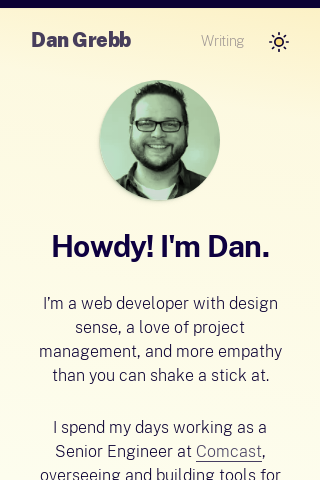 Dan Grebb
Writing
Howdy! I'm Dan.
I’m a web developer with design
sense, a love of project
management, and more empathy
than you can shake a stick at.
I spend my days working as a
Senior Engineer at Comcast,
overseeing and building tools for